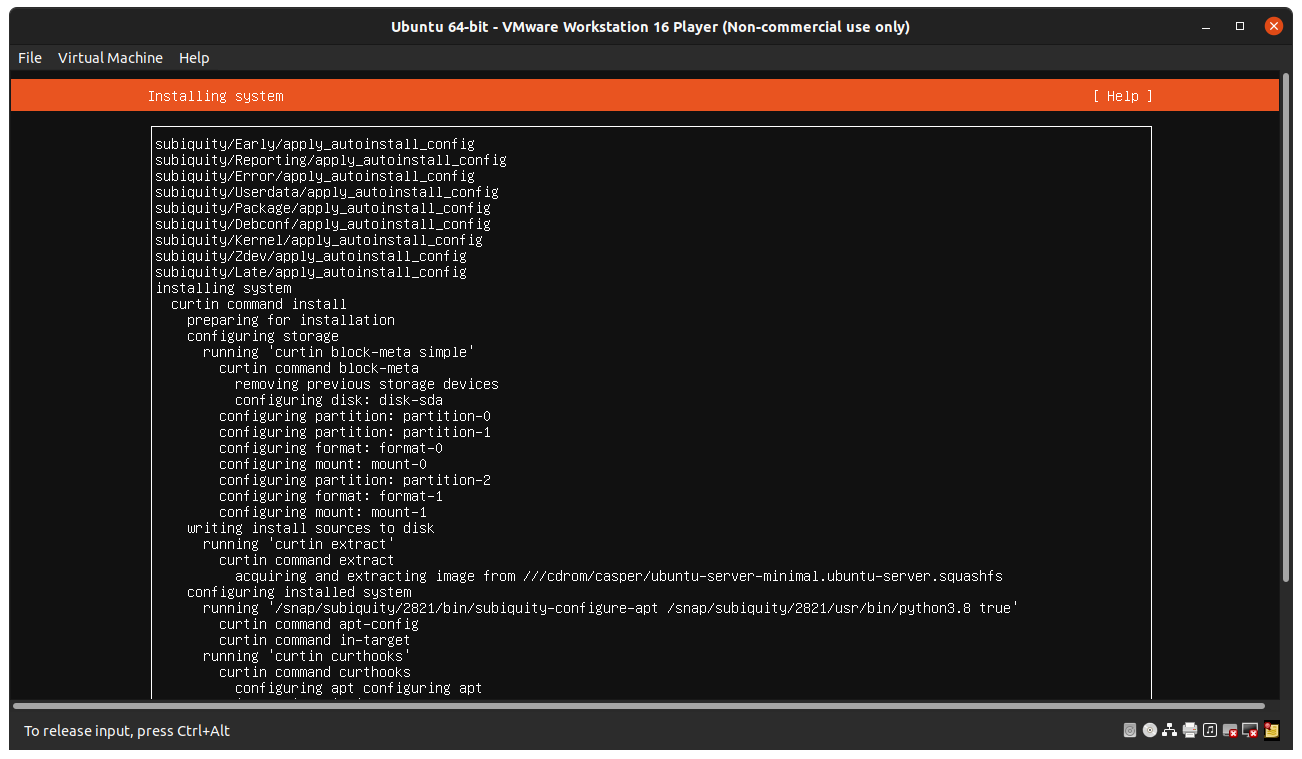 Ubuntu 64-bit - VMware Workstation 16 Player (Non-commercial use only)
File Virtual Machine Help
Installing system [ Help ]
subiquity/Early/apply_autoinstall_config
subiquity/Reporting/apply_autoinstall_config
subiquity/Error/apply_autoinstall_config
subiquity/Userdata/apply_autoinstall_config
subiquity/Package/apply_autoinstall_config
subiquity/Debconf/apply_autoinstall_config
subiquity/Kernel/apply_autoinstall_config
subiquity/Zdev/apply_autoinstall_config
subiquity/Late/apply_autoinstall_config
installing system
curtin command install
preparing for installation
configuring storage
running 'curtin block-meta simple'
curtin command block-meta
removing previous storage devices
configuring disk: disk-sda
configuring partition: partition-0
configuring partition: partition-1
configuring format: format-0
configuring mount: mount-0
configuring partition: partition-2
configuring format: format-1
configuring mount: mount-1
writing install sources to disk
running 'curtin extract'
curtin command extract
acquiring and extracting image from ///cdrom/casper/ubuntu-server-minimal.ubuntu-server.squashfs
configuring installed system
running '/snap/subiquity/2821/bin/subiquity-configure-apt /snap/subiquity/2821/usr/bin/python3.8 true'
curtin command apt-config
curtin command in-target
running 'curtin curthooks'
curtin command curthooks
configuring apt configuring apt
To release input, press Ctrl+Alt